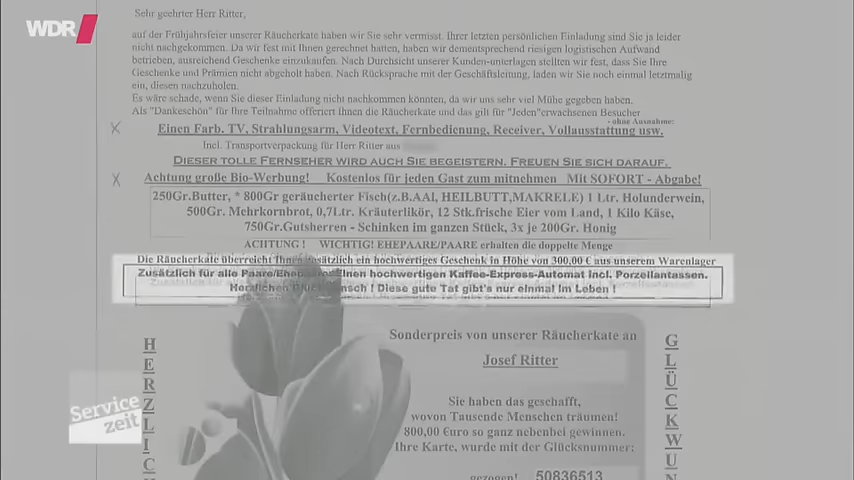 WDR
Sehr geehrter Herr Ritter,
auf der Frühjahrsfeier unserer Räucherkate haben wir Sie sehr vermisst. Ihrer letzten persönlichen Einladung sind Sie ja leider
nicht nachgekommen. Da wir fest mit Ihnen gerechnet hatten, haben wir dementsprechend riesigen logistischen Aufwand
betrieben, ausreichend Geschenke einzukaufen. Nach Durchsicht unserer Kunden-unterlagen stellten wir fest, dass Sie Ihre
Geschenke und Prämien nicht abgeholt haben. Nach Rücksprache mit der Geschäftsleitung, laden wir Sie noch einmal letztmalig
ein, diesen nachzuholen.
Es wäre schade, wenn Sie dieser Einladung nicht nachkommen könnten, da wir uns sehr viel Mühe gegeben haben.
Als "Dankeschön" für Ihre Teilnahme offeriert Ihnen die Räucherkate und das gilt für "Jeden"erwachsenen Besucher
- ohne Ausnahme:
Einen Farb. TV, Strahlungsarm, Videotext, Fernbedienung, Receiver, Vollausstattung usw.
Incl. Transportverpackung für Herr Ritter aus
DIESER TOLLE FERNSEHER WIRD AUCH SIE BEGEISTERN. FREUEN SIE SICH DARAUF.
Achtung große Bio-Werbung! Kostenlos für jeden Gast zum mitnehmen Mit SOFORT - Abgabe!
250Gr.Butter, * 800Gr geräucherter Fisch(z.B.AAl, HEILBUTT,MAKRELE) 1 Ltr. Holunderwein,
500Gr. Mehrkornbrot, 0,7Ltr. Kräuterlikör, 12 Stk.frische Eier vom Land, 1 Kilo Käse,
750Gr.Gutsherren - Schinken im ganzen Stück, 3x je 200Gr. Honig
ACHTUNG ! WICHTIG! EHEPAARE/PAARE erhalten die doppelte Menge
Die Räucherkate überreicht Ihnen zusätzlich ein hochwertiges Geschenk in Höhe von 300,00 € aus unserem Warenlager
Zusätzlich für alle Paare/Ehepaare einen hochwertigen Kaffee-Express-Automat incl. Porzellantassen.
Herzlichen Glückwunsch ! Diese gute Tat gibt's nur einmal im Leben !
HERZLICH
Sonderpreis von unserer Räucherkate an
Josef Ritter
Sie haben das geschafft,
wovon Tausende Menschen träumen!
800,00 €uro so ganz nebenbei gewinnen.
Ihre Karte, wurde mit der Glücksnummer:
gezogen! 50836513
GLÜCKWUN
Servicezeit